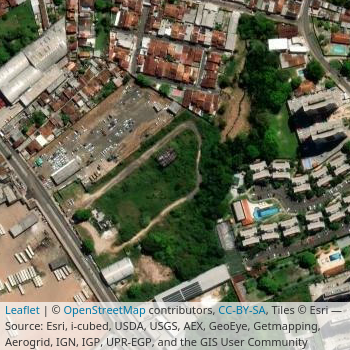 Leaflet | © OpenStreetMap contributors, CC-BY-SA, Tiles © Esri —
Source: Esri, i-cubed, USDA, USGS, AEX, GeoEye, Getmapping,
Aerogrid, IGN, IGP, UPR-EGP, and the GIS User Community